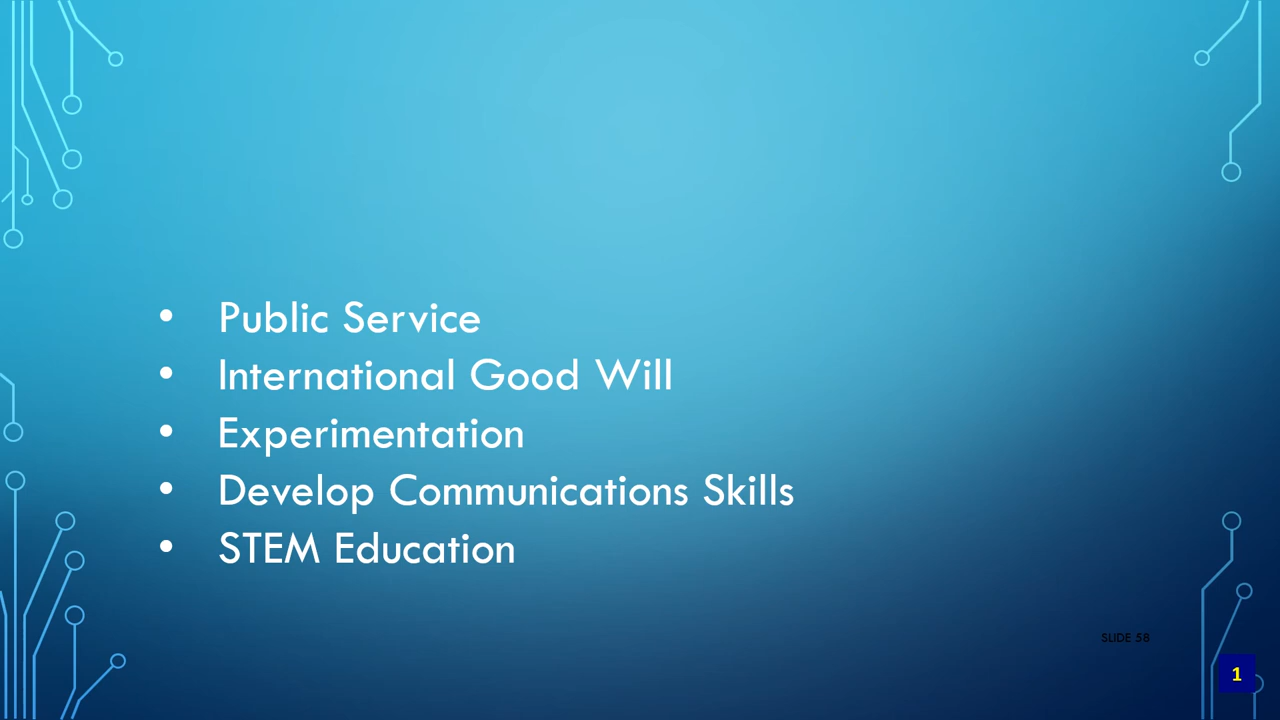 • Public Service
• International Good Will
• Experimentation
• Develop Communications Skills
• STEM Education
SLIDE 58
1